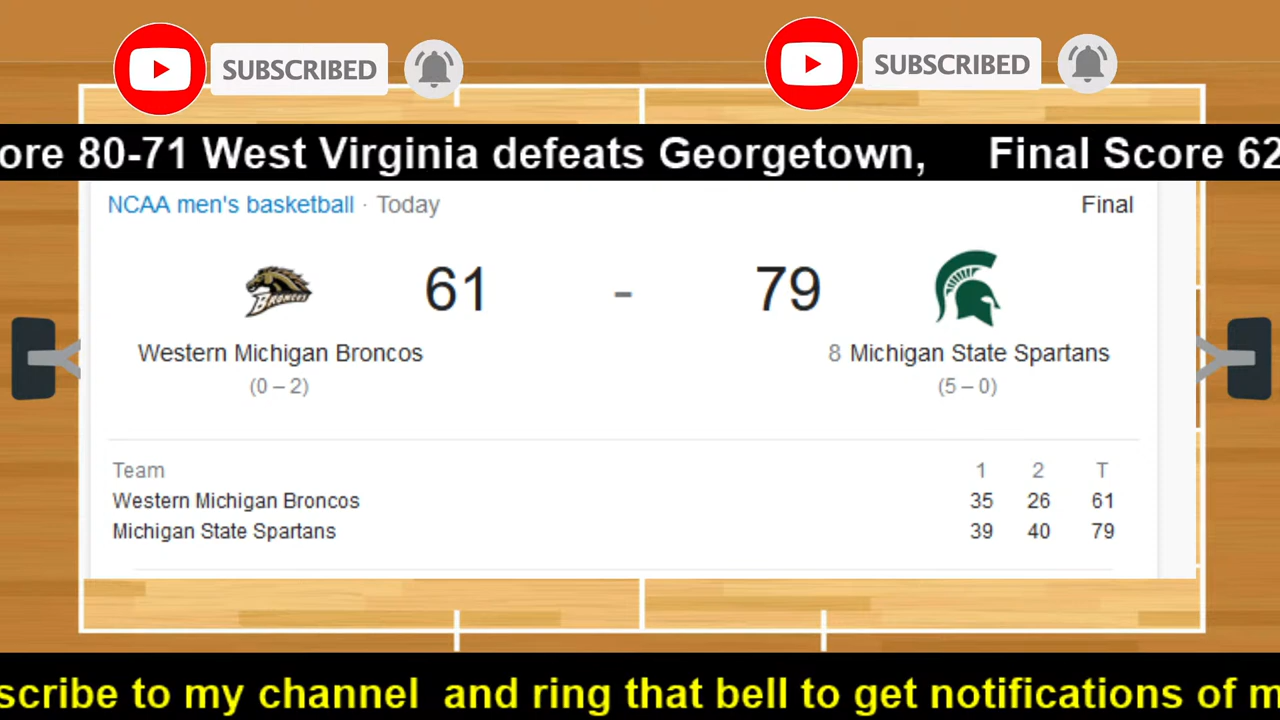 SUBSCRIBED
SUBSCRIBED
ore 80-71 West Virginia defeats Georgetown, Final Score 62
NCAA men's basketball · Today Final
BRONCOS
61 - 79
Western Michigan Broncos 8 Michigan State Spartans
(0 – 2) (5 – 0)
Team 1 2 T
Western Michigan Broncos 35 26 61
Michigan State Spartans 39 40 79
scribe to my channel and ring that bell to get notifications of m